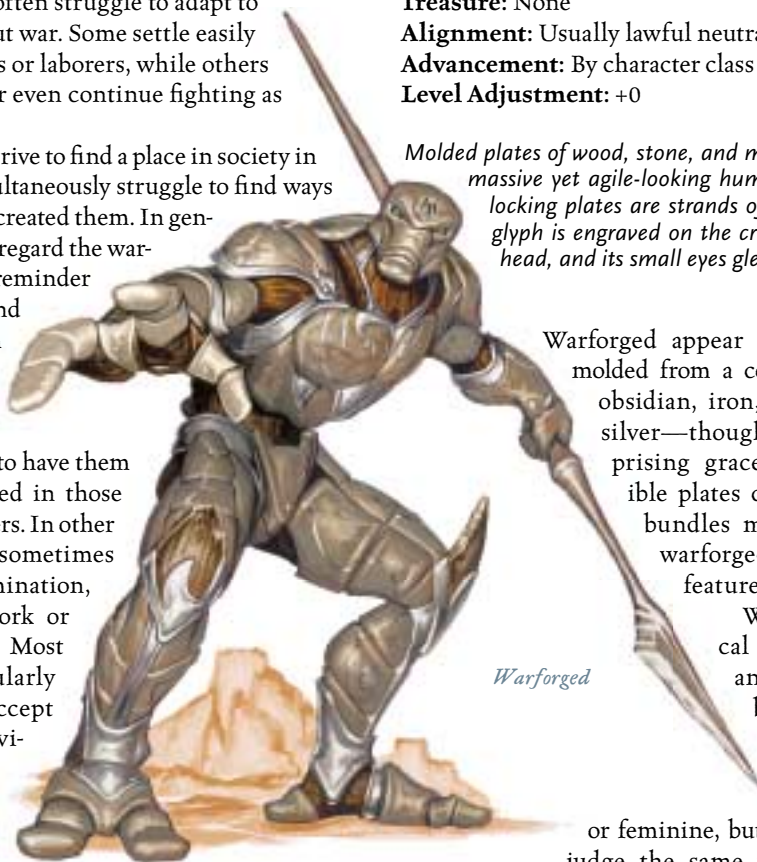 often struggle to adapt to
ut war. Some settle easily
s or laborers, while others
r even continue fighting as
rive to find a place in society in
ultaneously struggle to find ways
created them. In gen-
regard the war-
reminder
nd
to have them
ed in those
rs. In other
sometimes
mination,
ork or
Most
ularly
ccept
vi-
Treasure: None
Alignment: Usually lawful neutra
Advancement: By character class
Level Adjustment: +0
Molded plates of wood, stone, and m
massive yet agile-looking hum
locking plates are strands o
glyph is engraved on the cr
head, and its small eyes gle
Warforged appear
molded from a co
obsidian, iron,
silver—though
prising grace
ible plates o
bundles m
warforge
feature
W
cal
an
b
or feminine, but
judge the same
Warforged